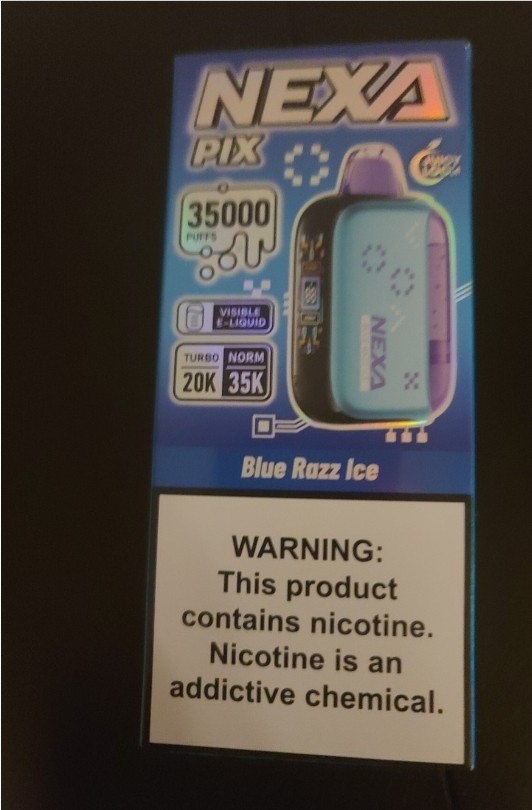 NEXA
PIX
JUICY
35000
PUFFS
VISIBLE
E-LIQUID
TURBO NORM
20K 35K
NEXA
Blue Razz Ice
WARNING:
This product
contains nicotine.
Nicotine is an
addictive chemical.